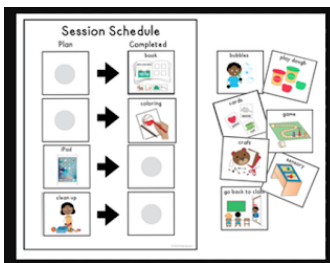 Session Schedule
Plan
Completed
book
coloring
iPad
clean up
bubbles
play dough
cards
game
craft
sensory
go back to class